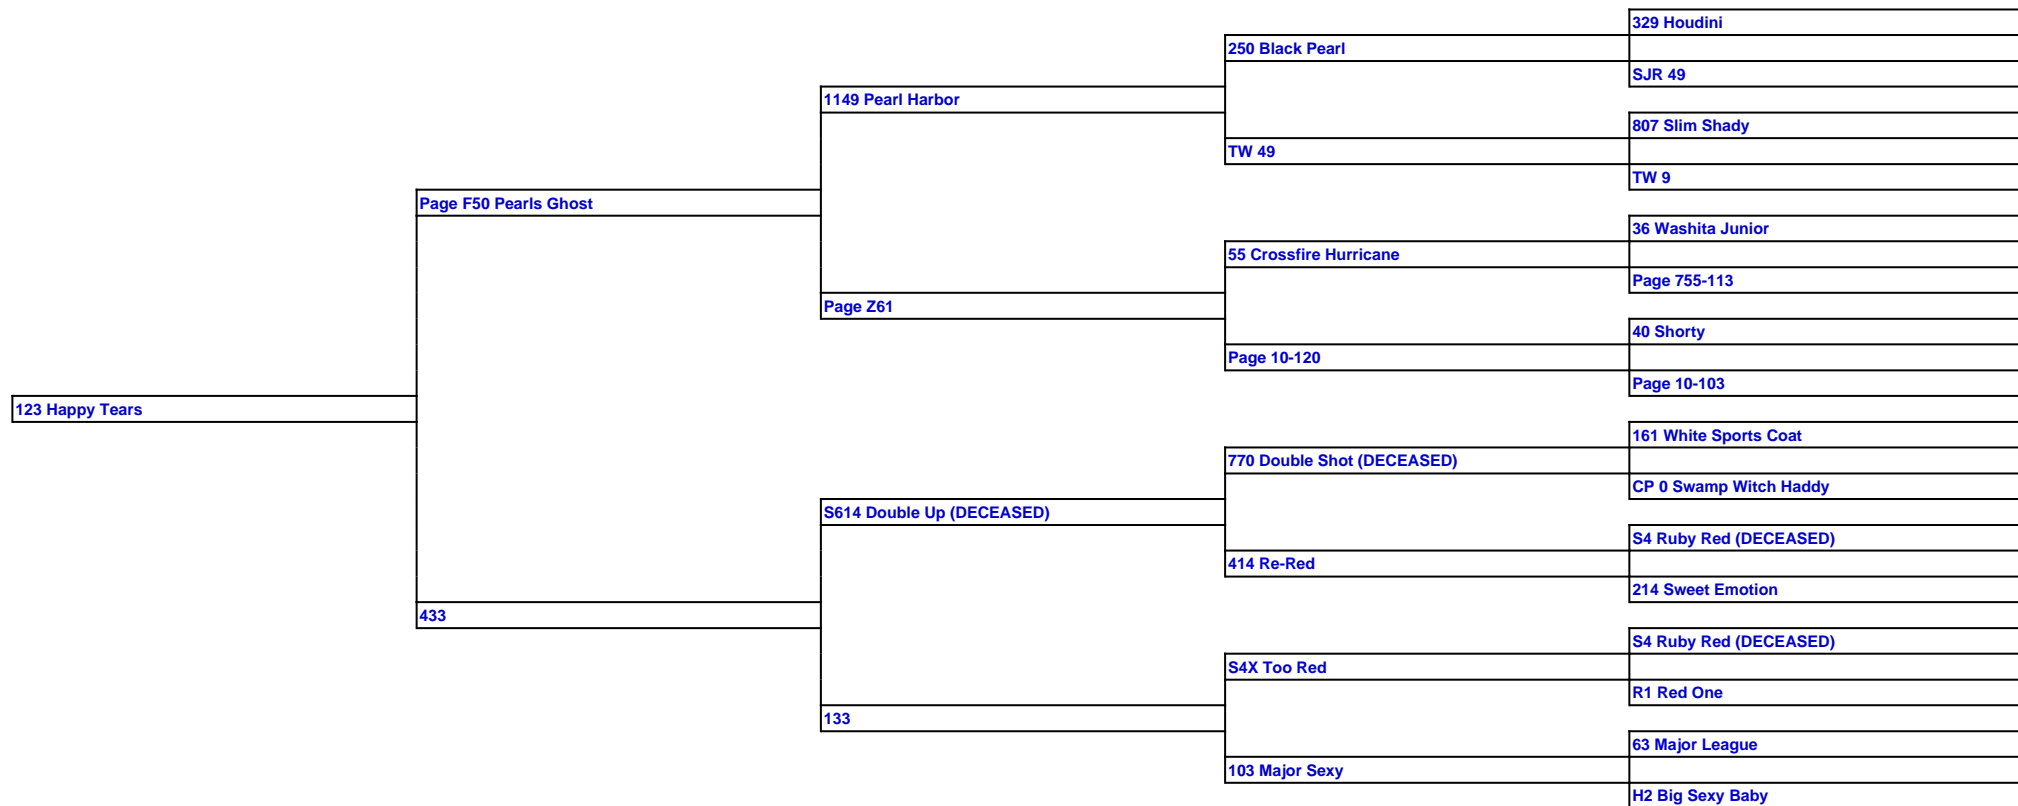 329 Houdini
250 Black Pearl
SJR 49
1149 Pearl Harbor
807 Slim Shady
TW 49
TW 9
Page F50 Pearls Ghost
36 Washita Junior
55 Crossfire Hurricane
Page 755-113
Page Z61
40 Shorty
Page 10-120
Page 10-103
123 Happy Tears
161 White Sports Coat
770 Double Shot (DECEASED)
CP 0 Swamp Witch Haddy
S614 Double Up (DECEASED)
S4 Ruby Red (DECEASED)
414 Re-Red
214 Sweet Emotion
433
S4 Ruby Red (DECEASED)
S4X Too Red
R1 Red One
133
63 Major League
103 Major Sexy
H2 Big Sexy Baby